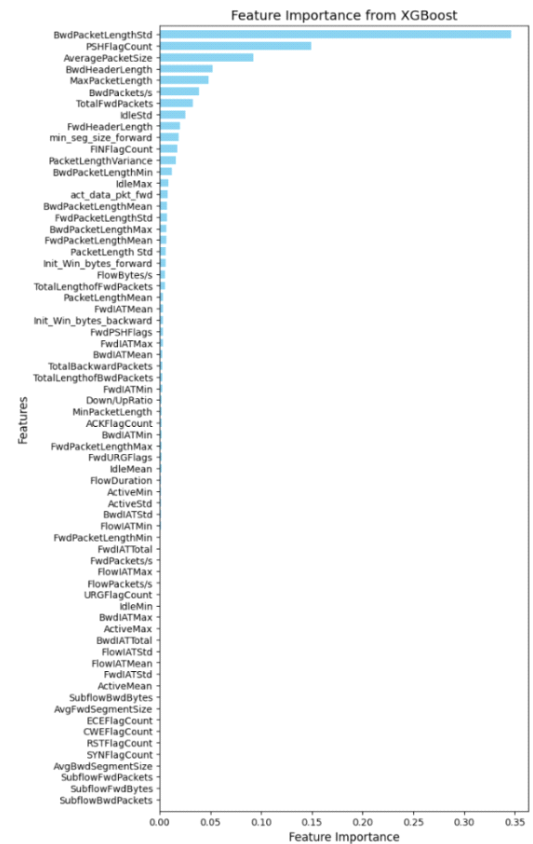 Feature Importance from XGBoost
BwdPacketLengthStd
PSHFlagCount
AveragePacketSize
BwdHeaderLength
MaxPacketLength
BwdPackets/s
TotalFwdPackets
IdleStd
FwdHeaderLength
min_seg_size_forward
FINFlagCount
PacketLengthVariance
BwdPacketLengthMin
IdleMax
act_data_pkt_fwd
BwdPacketLengthMean
FwdPacketLengthStd
BwdPacketLengthMax
FwdPacketLengthMean
PacketLength Std
Init_Win_bytes_forward
FlowBytes/s
TotalLengthofFwdPackets
PacketLengthMean
FwdIATMean
Init_Win_bytes_backward
FwdPSHFlags
FwdIATMax
BwdIATMean
TotalBackwardPackets
TotalLengthofBwdPackets
FwdIATMin
Down/UpRatio
MinPacketLength
ACKFlagCount
BwdIATMin
FwdPacketLengthMax
FwdURGFlags
IdleMean
FlowDuration
ActiveMin
ActiveStd
BwdIATStd
FlowIATMin
FwdPacketLengthMin
FwdIATTotal
FwdPackets/s
FlowIATMax
FlowPackets/s
URGFlagCount
IdleMin
BwdIATMax
ActiveMax
BwdIATTotal
FlowIATStd
FlowIATMean
FwdIATStd
ActiveMean
SubflowBwdBytes
AvgFwdSegmentSize
ECEFlagCount
CWEFlagCount
RSTFlagCount
SYNFlagCount
AvgBwdSegmentSize
SubflowFwdPackets
SubflowFwdBytes
SubflowBwdPackets
Features
0.00 0.05 0.10 0.15 0.20 0.25 0.30 0.35
Feature Importance